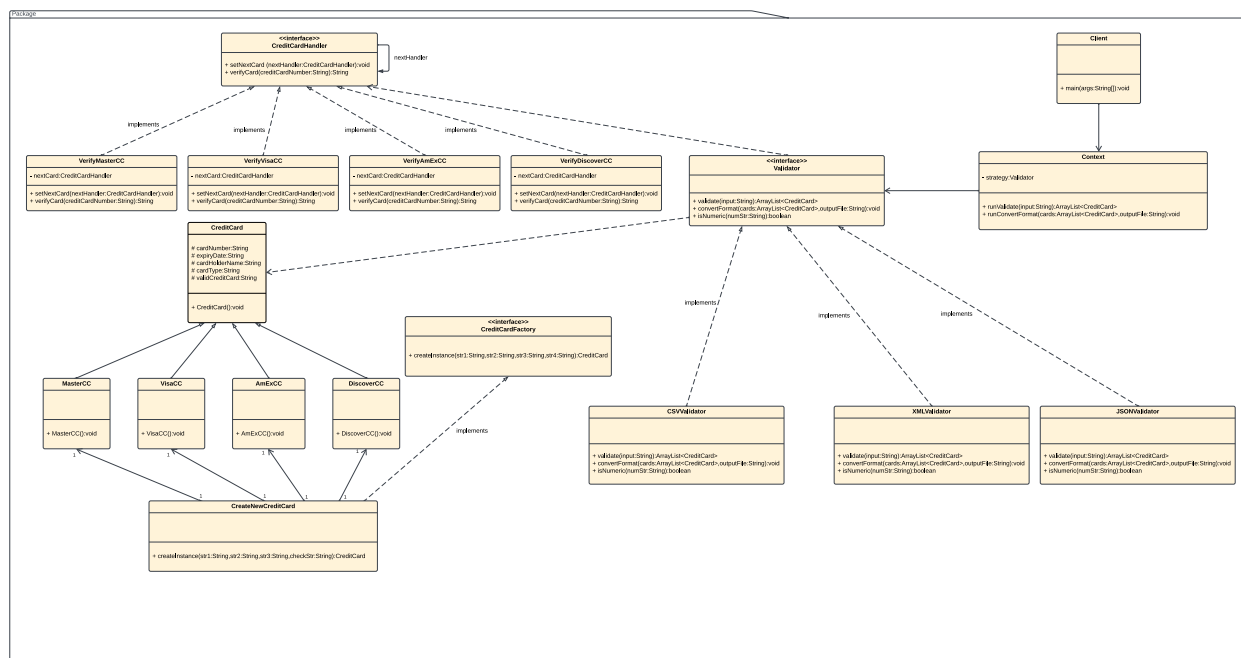 Package
<<interface>>
CreditCardHandler
+ setNextCard (nextHandler:CreditCardHandler):void
+ verifyCard(creditCardNumber:String):String
nextHandler
Client
+ main(args:String[]):void
implements
implements
implements
implements
implements
VerifyMasterCC
- nextCard:CreditCardHandler
+ setNextCard(nextHandler:CreditCardHandler):void
+ verifyCard(creditCardNumber:String):String
VerifyVisaCC
- nextCard:CreditCardHandler
+ setNextCard(nextHandler:CreditCardHandler):void
+ verifyCard(creditCardNumber:String):String
VerifyAmExCC
- nextCard:CreditCardHandler
+ setNextCard(nextHandler:CreditCardHandler):void
+ verifyCard(creditCardNumber:String):String
VerifyDiscoverCC
- nextCard:CreditCardHandler
+ setNextCard(nextHandler:CreditCardHandler):void
+ verifyCard(creditCardNumber:String):String
<<interface>>
Validator
+ validate(input:String):ArrayList<CreditCard>
+ convertFormat(cards:ArrayList<CreditCard>,outputFile:String):void
+ isNumeric(numStr:String):boolean
Context
- strategy:Validator
+ runValidate(input:String):ArrayList<CreditCard>
+ runConvertFormat(cards:ArrayList<CreditCard>,outputFile:String):void
CreditCard
# cardNumber:String
# expiryDate:String
# cardHolderName:String
# cardType:String
# validCreditCard:String
+ CreditCard():void
<<interface>>
CreditCardFactory
+ createInstance(str1:String,str2:String,str3:String,str4:String):CreditCard
implements
implements
implements
MasterCC
+ MasterCC():void
VisaCC
+ VisaCC():void
AmExCC
+ AmExCC():void
DiscoverCC
+ DiscoverCC():void
1
1
1
1
implements
CSVValidator
+ validate(input:String):ArrayList<CreditCard>
+ convertFormat(cards:ArrayList<CreditCard>,outputFile:String):void
+ isNumeric(numStr:String):boolean
XMLValidator
+ validate(input:String):ArrayList<CreditCard>
+ convertFormat(cards:ArrayList<CreditCard>,outputFile:String):void
+ isNumeric(numStr:String):boolean
JSONValidator
+ validate(input:String):ArrayList<CreditCard>
+ convertFormat(cards:ArrayList<CreditCard>,outputFile:String):void
+ isNumeric(numStr:String):boolean
1
1
1
1
CreateNewCreditCard
+ createInstance(str1:String,str2:String,str3:String,checkStr:String):CreditCard